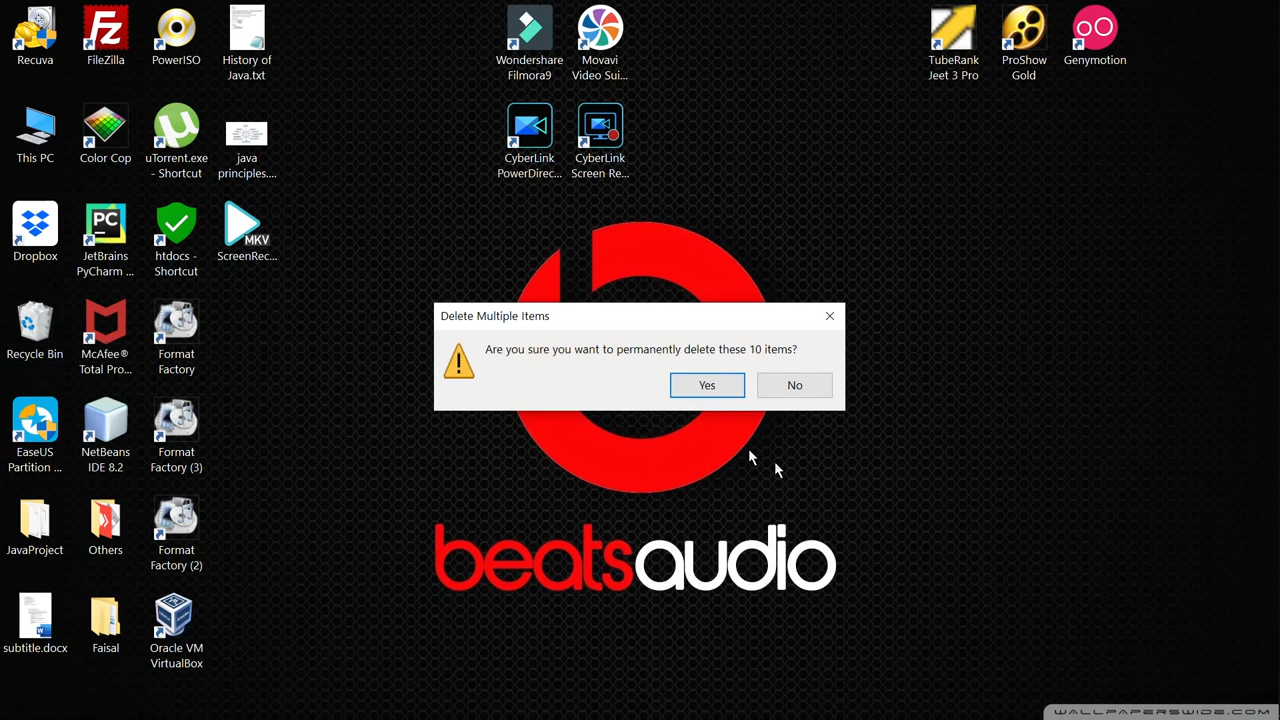 Recuva
FileZilla
PowerISO
History of
Java.txt
Wondershare
Filmora9
Movavi
Video Sui...
TubeRank
Jeet 3 Pro
ProShow
Gold
Genymotion
This PC
Color Cop
uTorrent.exe
- Shortcut
java
principles....
CyberLink
PowerDirec...
CyberLink
Screen Re...
Dropbox
PC
JetBrains
PyCharm ...
htdocs -
Shortcut
MKV
ScreenRec...
Delete Multiple Items
Are you sure you want to permanently delete these 10 items?
Yes
No
Recycle Bin
McAfee®
Total Pro...
Format
Factory
EaseUS
Partition ...
NetBeans
IDE 8.2
Format
Factory (3)
JavaProject
Others
Format
Factory (2)
beatsaudio
subtitle.docx
Faisal
Oracle VM
VirtualBox
WALLPAPERSWIDE.COM